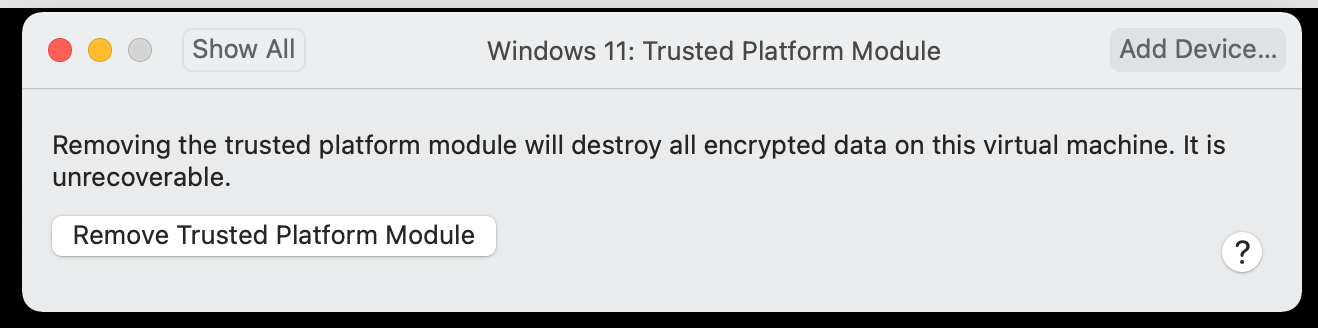 Show All
Windows 11: Trusted Platform Module
Add Device...
Removing the trusted platform module will destroy all encrypted data on this virtual machine. It is
unrecoverable.
Remove Trusted Platform Module
?